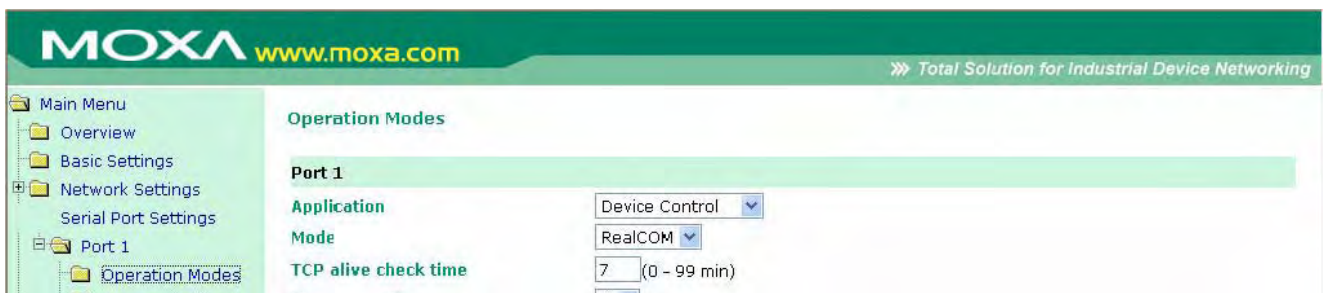 MOXA www.moxa.com
Total Solution for Industrial Device Networking
Main Menu
Overview
Basic Settings
Network Settings
Serial Port Settings
Port 1
Operation Modes
Operation Modes
Port 1
Application Device Control
Mode RealCOM
TCP alive check time 7 (0 - 99 min)